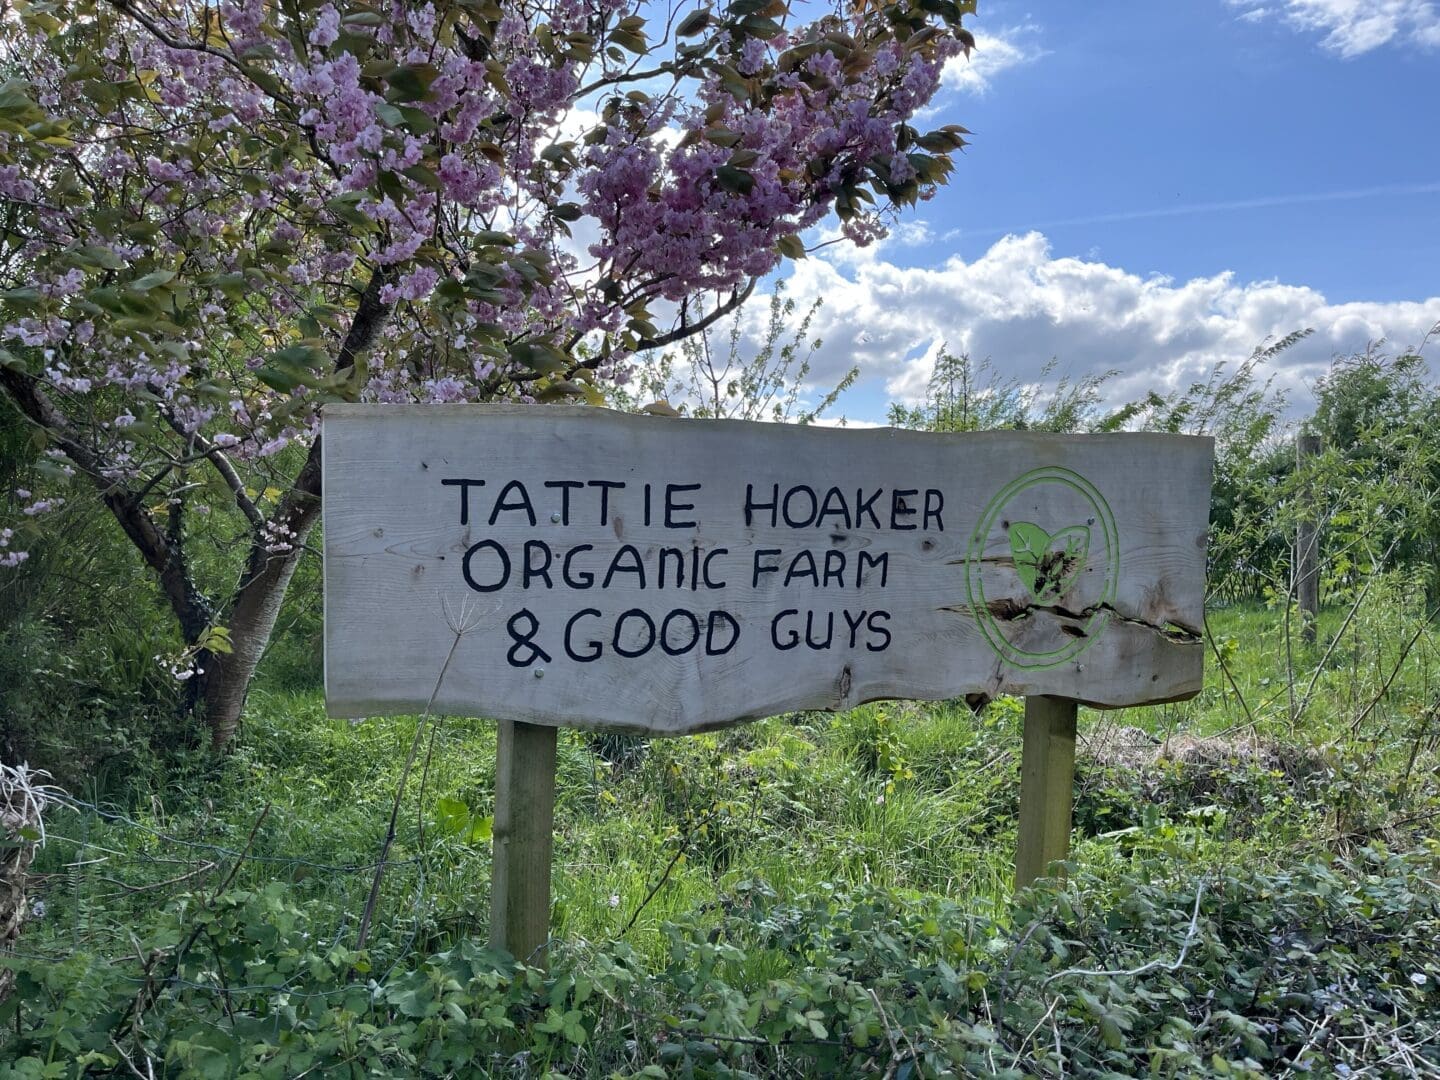 TATTIE HOAKER
ORGANIC FARM
& GOOD GUYS